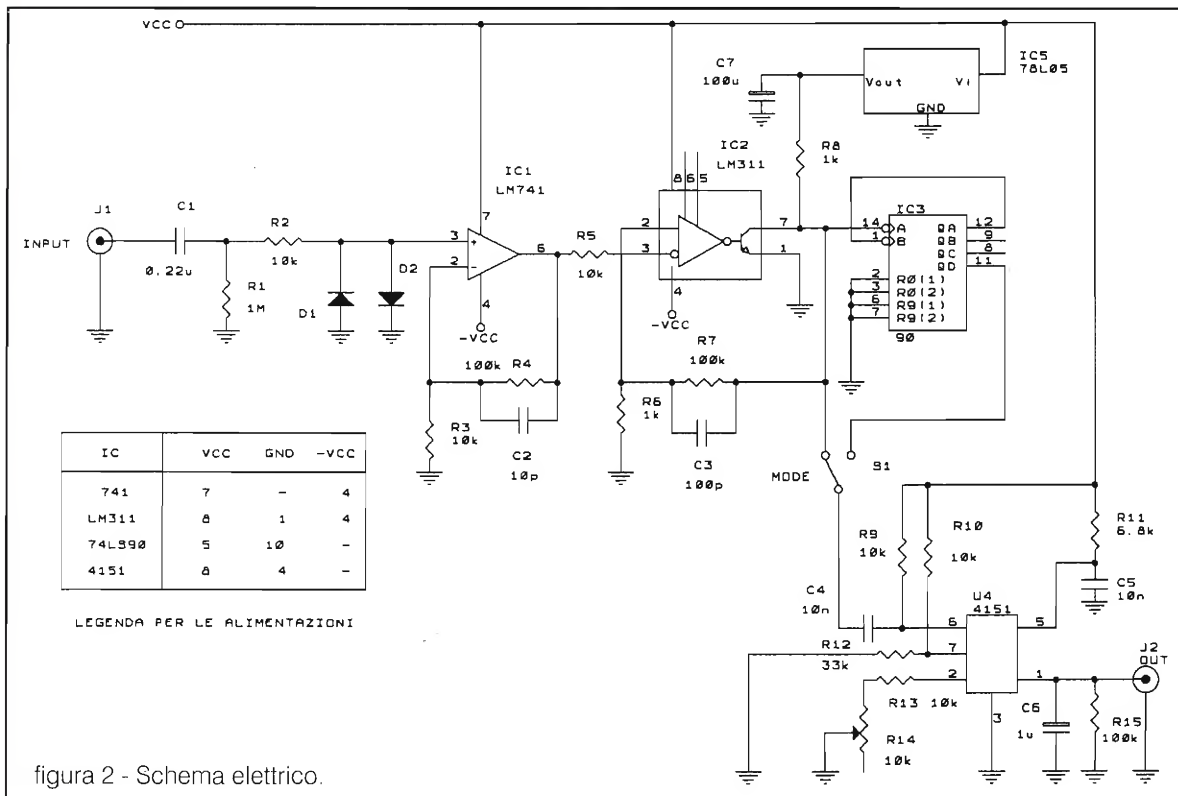 VCC
J1
INPUT
C1
0.22u
R1
1M
R2
10k
D1
D2
IC1
LM741
3
+
2
-
7
6
4
-VCC
100k
R4
C2
10p
R3
10k
R5
10k
IC2
LM311
8 6 5
2
3
7
1
4
-VCC
R7
100k
R6
1k
C3
100p
C7
100u
R8
1k
IC5
78L05
Vout
Vi
GND
IC3
14
A
1
B
2
R0(1)
3
R0(2)
6
R9(1)
7
R9(2)
QA
12
QB
9
QC
8
QD
11
90
MODE
S1
R9
10k
R10
10k
R11
6.8k
C5
10n
C4
10n
U4
4151
6
7
2
5
1
3
R12
33k
R13 10k
R14
10k
C6
1u
R15
100k
J2
OUT
IC VCC GND -VCC
741 7 - 4
LM311 8 1 4
74LS90 5 10 -
4151 8 4 -
LEGENDA PER LE ALIMENTAZIONI
figura 2 - Schema elettrico.